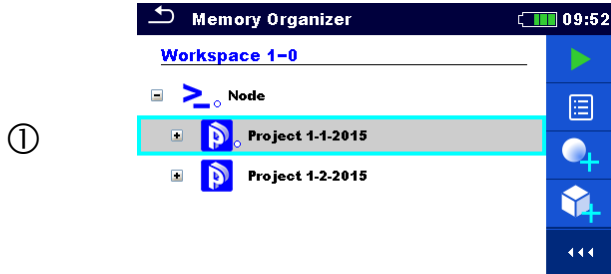 Memory Organizer 09:52
Workspace 1-0
Node
① Project 1-1-2015
Project 1-2-2015